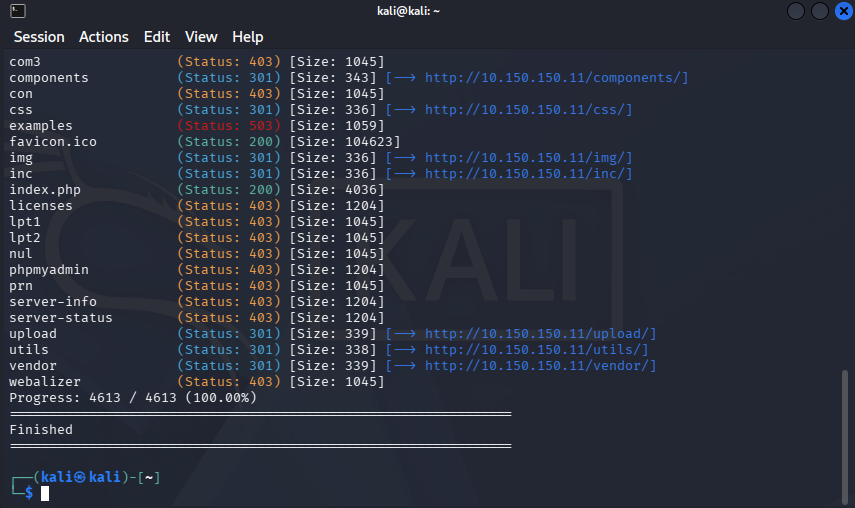 kali@kali: ~
Session Actions Edit View Help
com3 (Status: 403) [Size: 1045]
components (Status: 301) [Size: 343] [--> http://10.150.150.11/components/]
con (Status: 403) [Size: 1045]
css (Status: 301) [Size: 336] [--> http://10.150.150.11/css/]
examples (Status: 503) [Size: 1059]
favicon.ico (Status: 200) [Size: 104623]
img (Status: 301) [Size: 336] [--> http://10.150.150.11/img/]
inc (Status: 301) [Size: 336] [--> http://10.150.150.11/inc/]
index.php (Status: 200) [Size: 4036]
licenses (Status: 403) [Size: 1204]
lpt1 (Status: 403) [Size: 1045]
lpt2 (Status: 403) [Size: 1045]
nul (Status: 403) [Size: 1045]
phpmyadmin (Status: 403) [Size: 1204]
prn (Status: 403) [Size: 1045]
server-info (Status: 403) [Size: 1204]
server-status (Status: 403) [Size: 1204]
upload (Status: 301) [Size: 339] [--> http://10.150.150.11/upload/]
utils (Status: 301) [Size: 338] [--> http://10.150.150.11/utils/]
vendor (Status: 301) [Size: 339] [--> http://10.150.150.11/vendor/]
webalizer (Status: 403) [Size: 1045]
Progress: 4613 / 4613 (100.00%)
===============================================================
Finished
===============================================================
┌──(kali㉿kali)-[~]
└─$
KALI